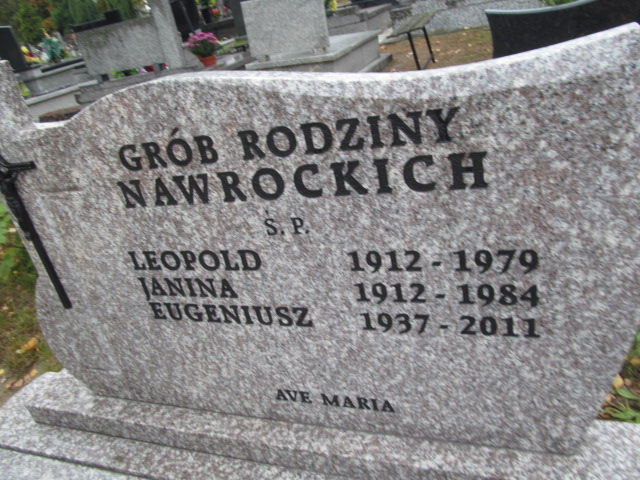 GRÓB RODZINY
NAWROCKICH
Ś. P.
LEOPOLD 1912 - 1979
JANINA 1912 - 1984
EUGENIUSZ 1937 - 2011
AVE MARIA